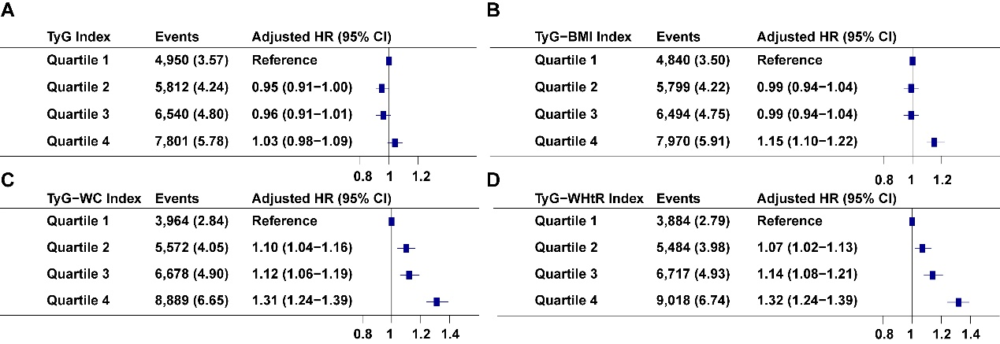 A
TyG Index Events Adjusted HR (95% CI)
Quartile 1 4,950 (3.57) Reference
Quartile 2 5,812 (4.24) 0.95 (0.91−1.00)
Quartile 3 6,540 (4.80) 0.96 (0.91−1.01)
Quartile 4 7,801 (5.78) 1.03 (0.98−1.09)
0.8 1 1.2
B
TyG−BMI Index Events Adjusted HR (95% CI)
Quartile 1 4,840 (3.50) Reference
Quartile 2 5,799 (4.22) 0.99 (0.94−1.04)
Quartile 3 6,494 (4.75) 0.99 (0.94−1.04)
Quartile 4 7,970 (5.91) 1.15 (1.10−1.22)
0.8 1 1.2
C
TyG−WC Index Events Adjusted HR (95% CI)
Quartile 1 3,964 (2.84) Reference
Quartile 2 5,572 (4.05) 1.10 (1.04−1.16)
Quartile 3 6,678 (4.90) 1.12 (1.06−1.19)
Quartile 4 8,889 (6.65) 1.31 (1.24−1.39)
0.8 1 1.2 1.4
D
TyG−WHtR Index Events Adjusted HR (95% CI)
Quartile 1 3,884 (2.79) Reference
Quartile 2 5,484 (3.98) 1.07 (1.02−1.13)
Quartile 3 6,717 (4.93) 1.14 (1.08−1.21)
Quartile 4 9,018 (6.74) 1.32 (1.24−1.39)
0.8 1 1.2 1.4